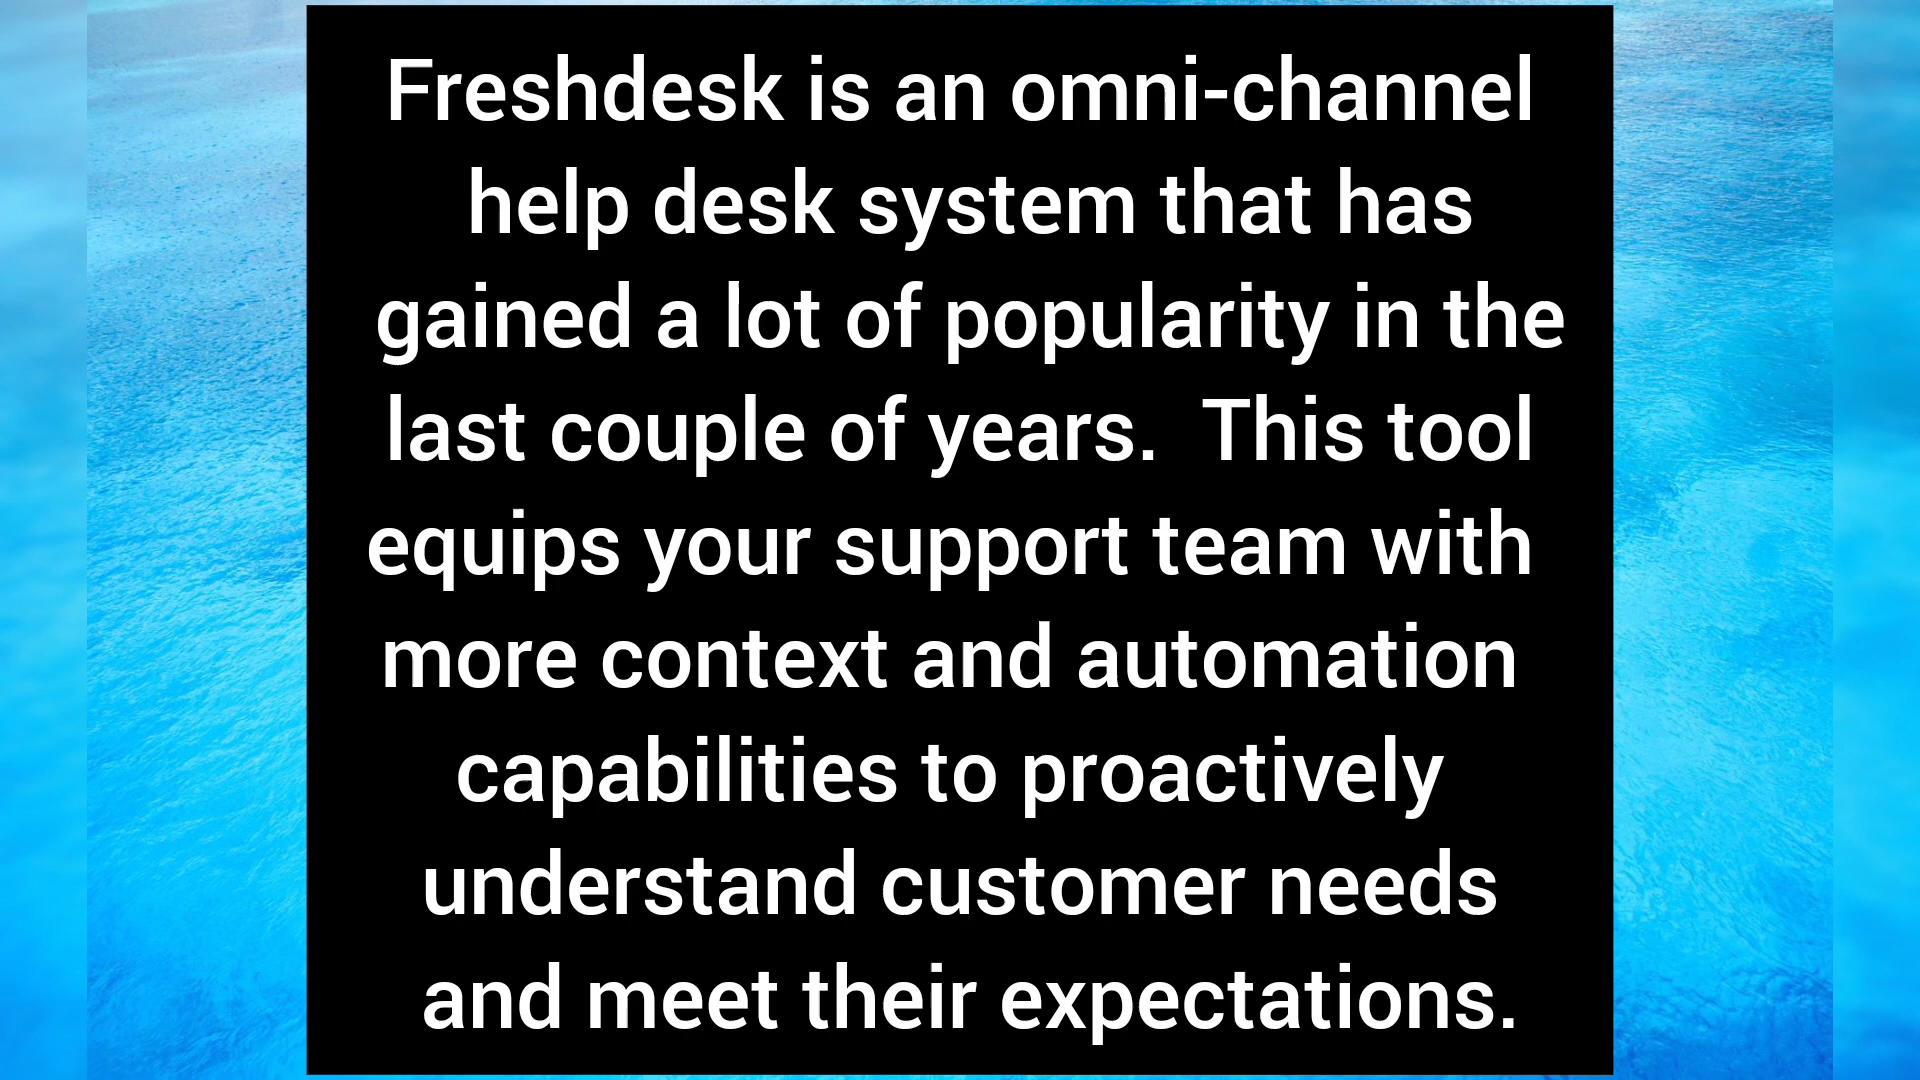 Freshdesk is an omni-channel
help desk system that has
gained a lot of popularity in the
last couple of years.  This tool
equips your support team with
more context and automation
capabilities to proactively
understand customer needs
and meet their expectations.